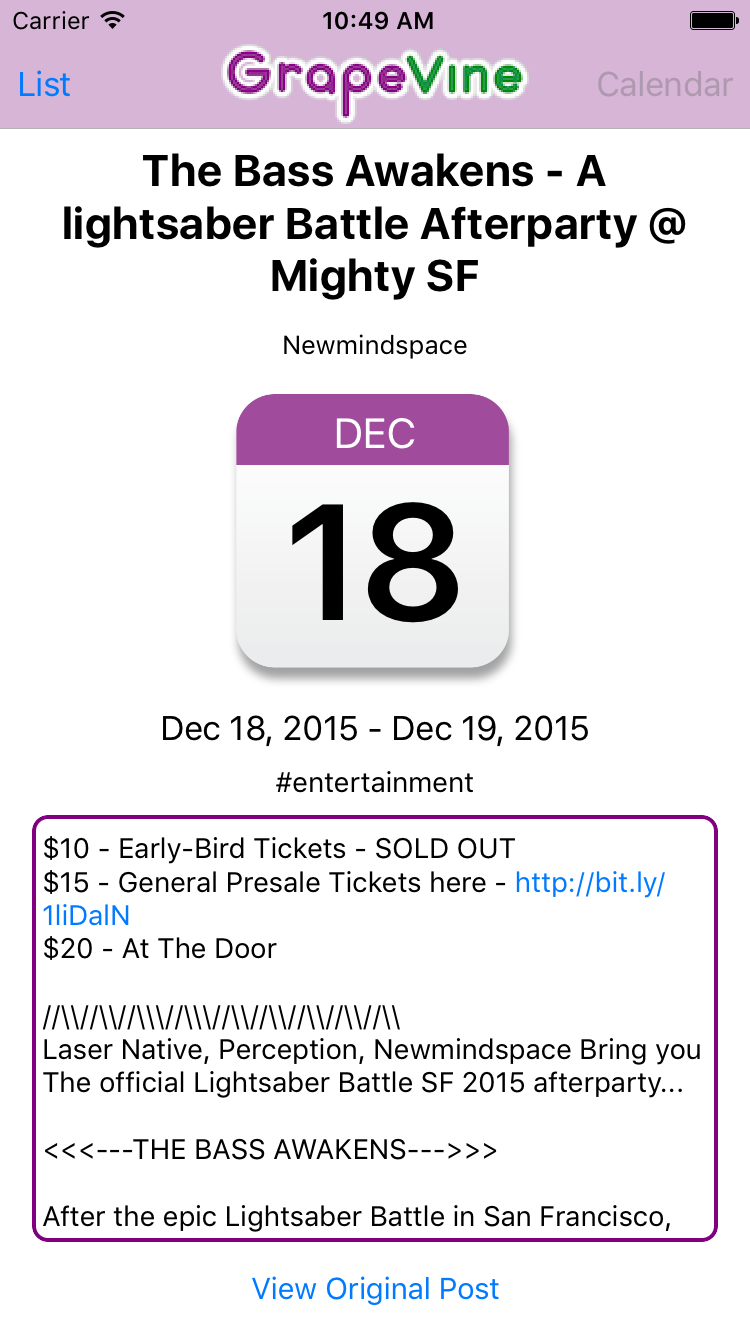 Carrier 10:49 AM
List GrapeVine Calendar
The Bass Awakens - A
lightsaber Battle Afterparty @
Mighty SF
Newmindspace
DEC
18
Dec 18, 2015 - Dec 19, 2015
#entertainment
$10 - Early-Bird Tickets - SOLD OUT
$15 - General Presale Tickets here - http://bit.ly/
1liDalN
$20 - At The Door
//\\//\\//\\\//\\\//\\//\\//\\//\\//\\
Laser Native, Perception, Newmindspace Bring you
The official Lightsaber Battle SF 2015 afterparty...
<<<---THE BASS AWAKENS--->>>
After the epic Lightsaber Battle in San Francisco,
View Original Post